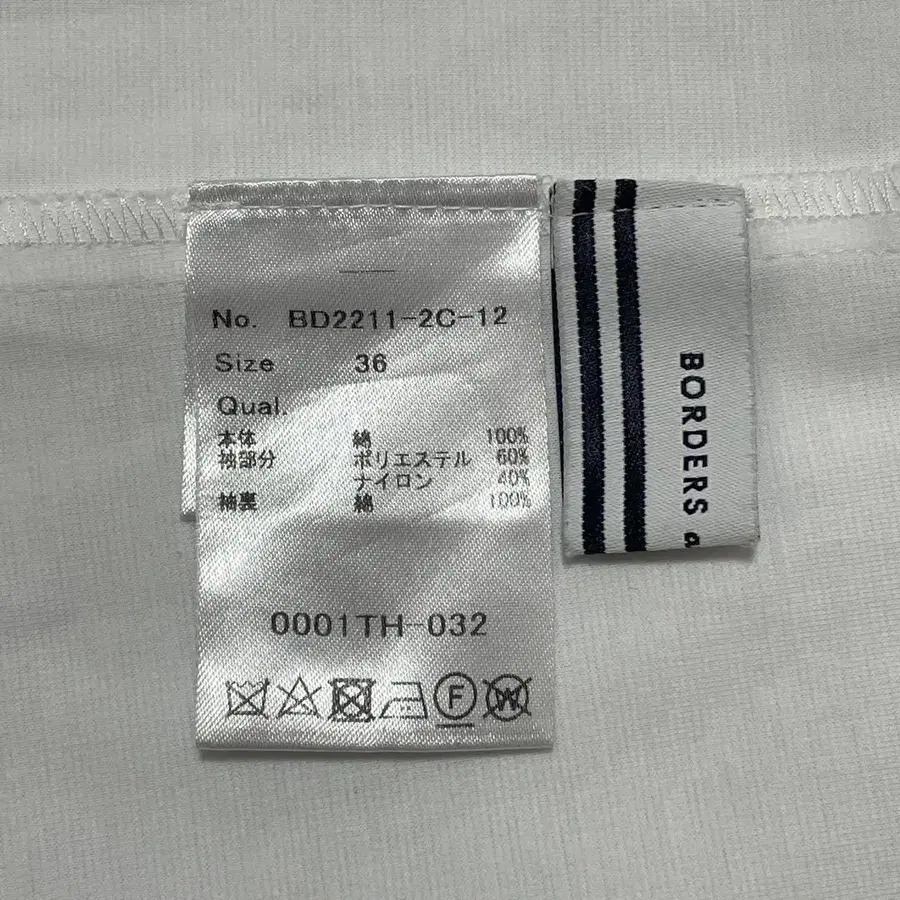 No. BD2211-2C-12
Size 36
Qual.
本体 綿 100%
袖部分 ポリエステル 60%
ナイロン 40%
袖裏 綿 100%
0001TH-032
F W
BORDERS a